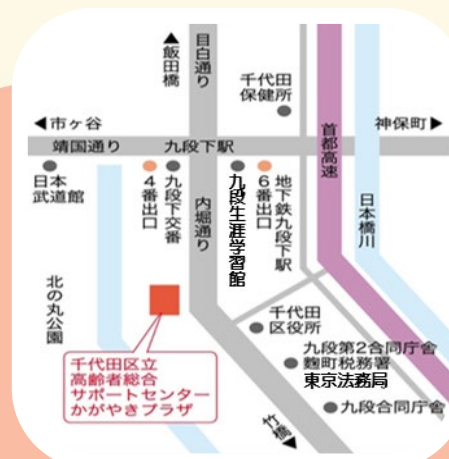 ▲飯田橋
目白通り
千代田
保健所
◀市ヶ谷
神保町▶
靖国通り
九段下駅
首都高速
日本橋川
日本
武道館
4番出口
九段下交番
内堀通り
九段生涯学習館
6番出口
地下鉄九段下駅
北の丸公園
千代田
区役所
九段第2合同庁舎
麹町税務署
東京法務局
千代田区立
高齢者総合
サポートセンター
かがやきプラザ
九段合同庁舎
竹橋▼